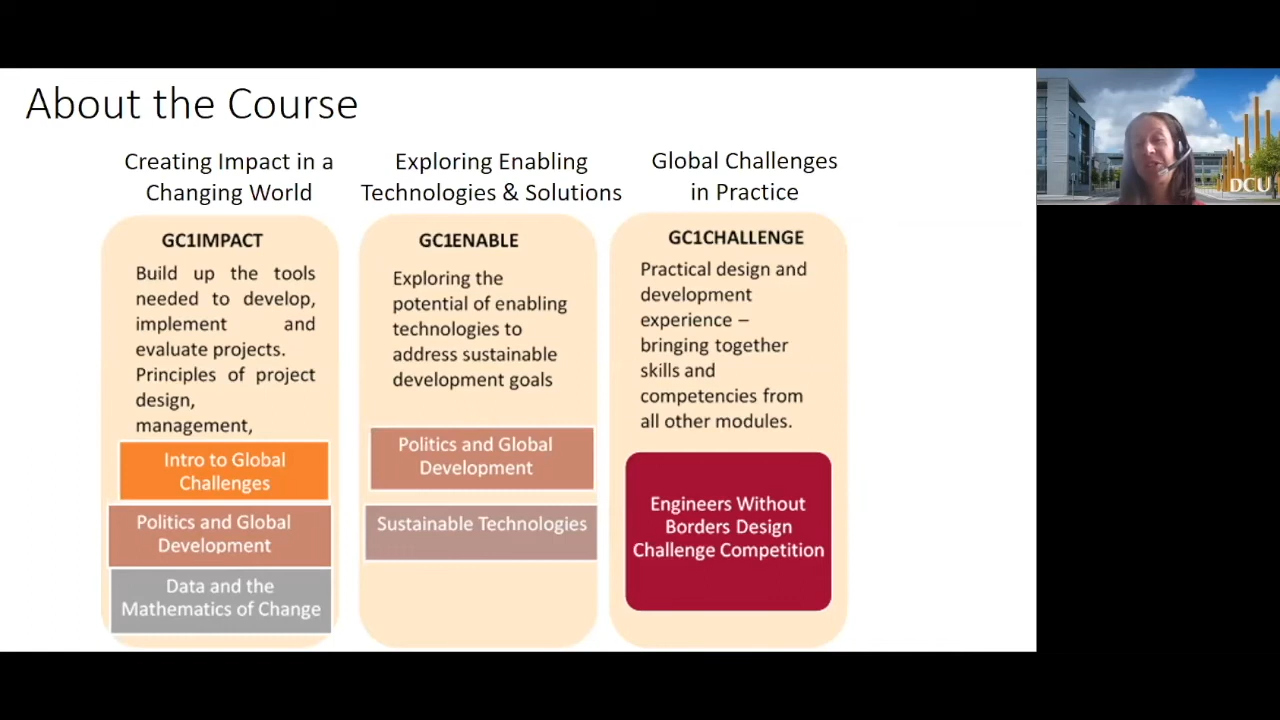 About the Course
Creating Impact in a
Changing World
GC1IMPACT
Build up the tools
needed to develop,
implement and
evaluate projects.
Principles of project
design,
management,
Intro to Global
Challenges
Politics and Global
Development
Data and the
Mathematics of Change
Exploring Enabling
Technologies & Solutions
GC1ENABLE
Exploring the
potential of enabling
technologies to
address sustainable
development goals
Politics and Global
Development
Sustainable Technologies
Global Challenges
in Practice
GC1CHALLENGE
Practical design and
development
experience –
bringing together
skills and
competencies from
all other modules.
Engineers Without
Borders Design
Challenge Competition
DCU